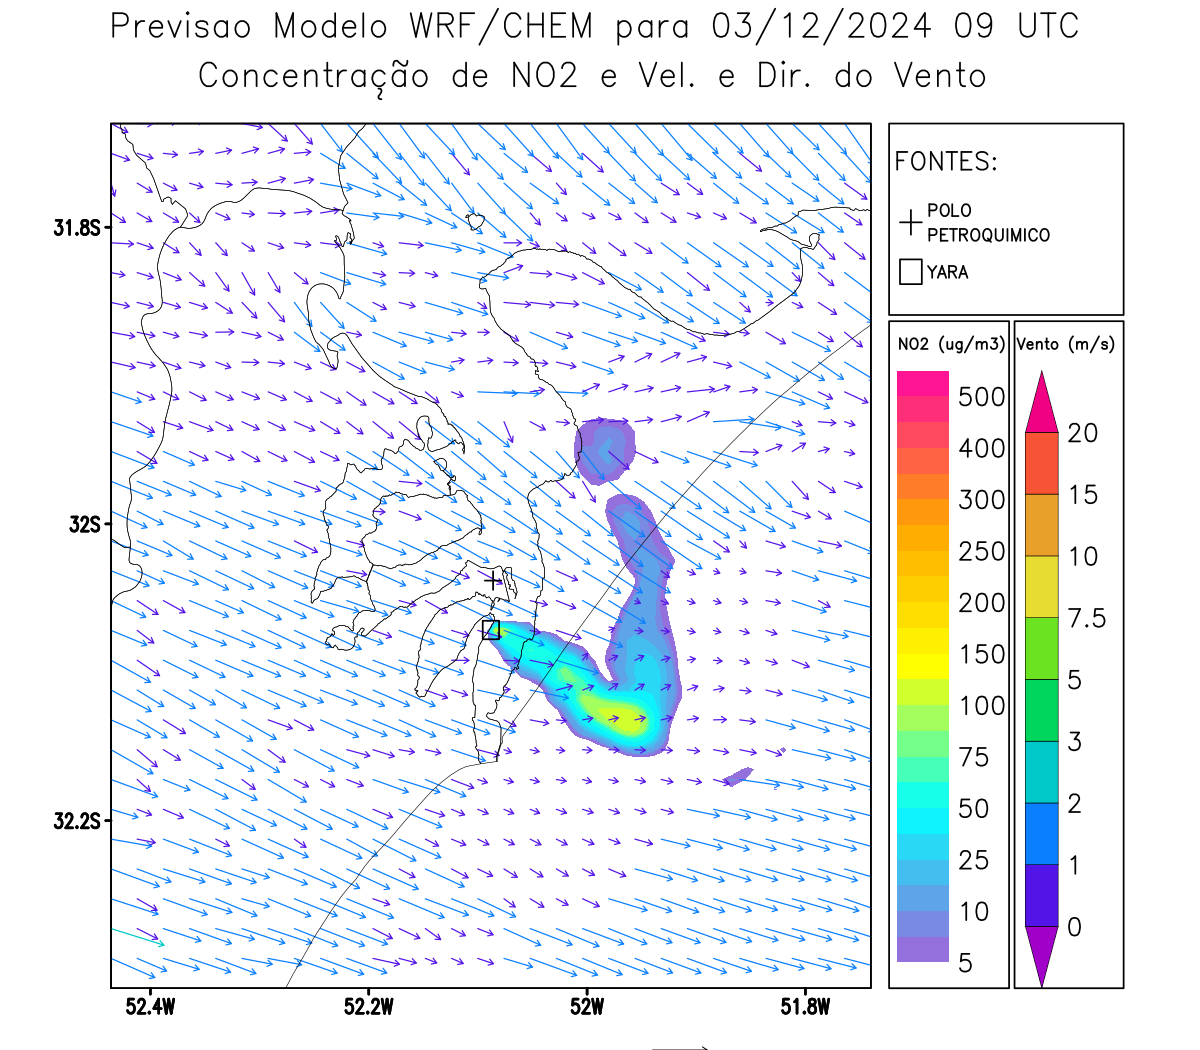 Previsao Modelo WRF/CHEM para 03/12/2024 09 UTC
Concentração de NO2 e Vel. e Dir. do Vento
FONTES:
POLO
PETROQUIMICO
YARA
NO2 (ug/m3)
500
400
300
250
200
150
100
75
50
25
10
5
Vento (m/s)
20
15
10
7.5
5
3
2
1
0
31.8S
32S
32.2S
52.4W
52.2W
52W
51.8W